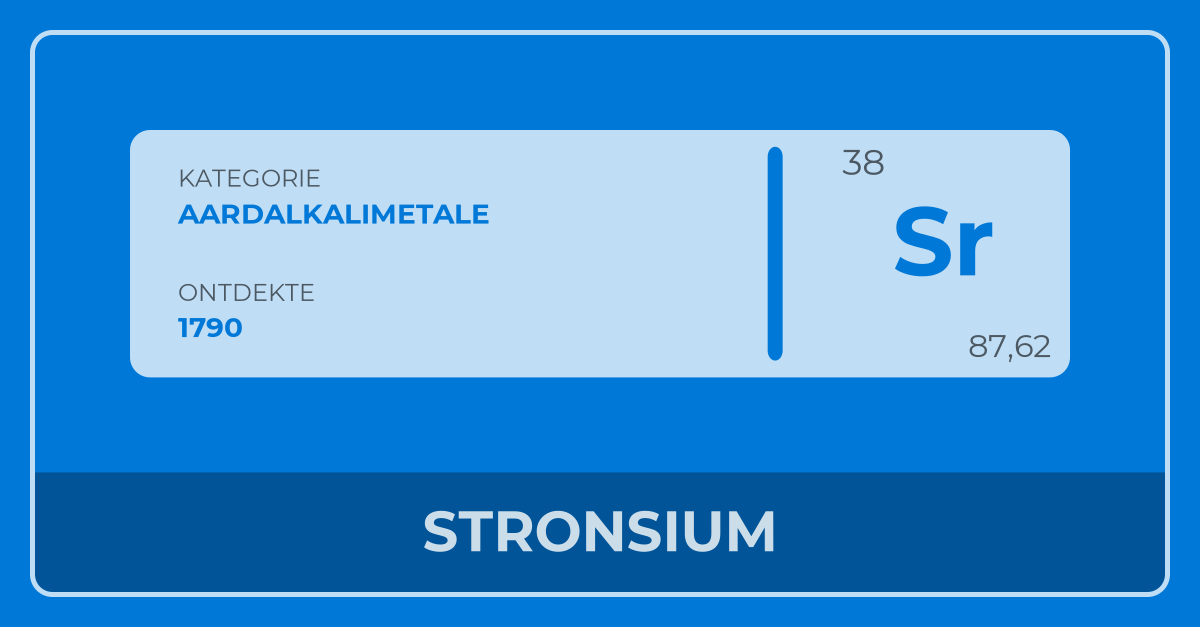 KATEGORIE
AARDALKALIMETALE
ONTDEKTE
1790
38
Sr
87,62
STRONSIUM